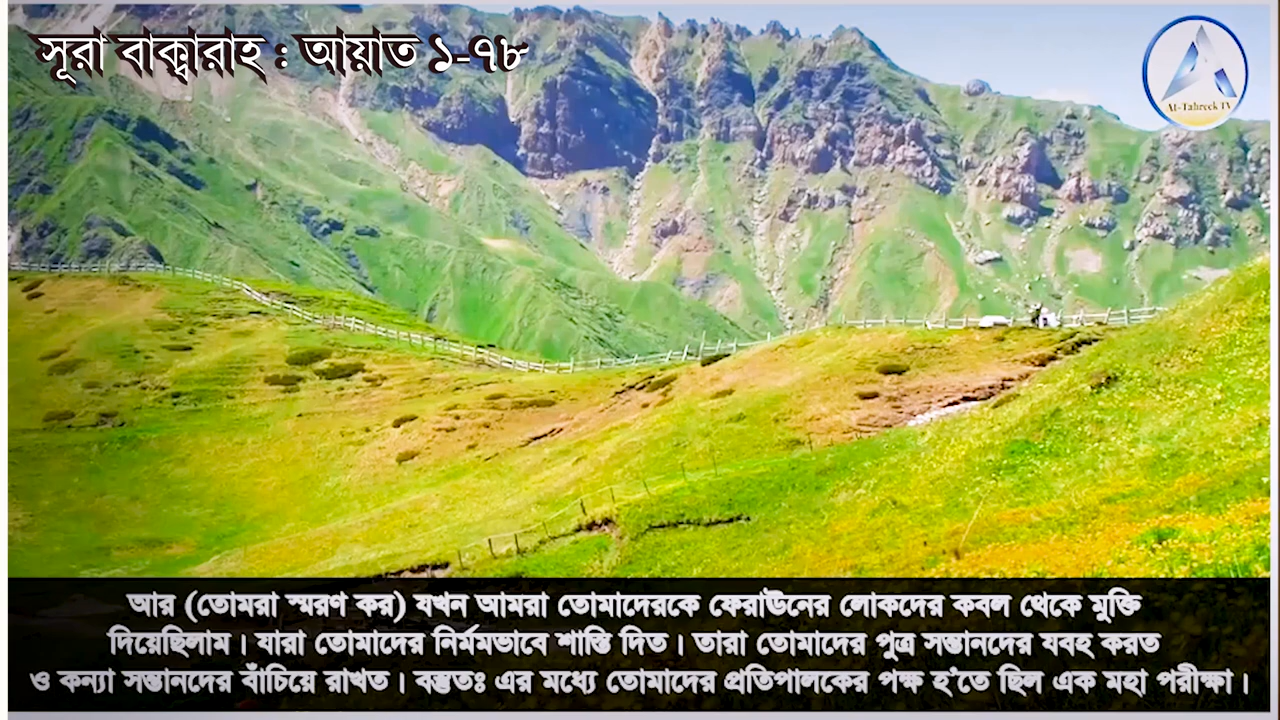 সূরা বাক্বারাহ : আয়াত ১-৭৮
At-Tahreek TV
আর (তোমরা স্মরণ কর) যখন আমরা তোমাদেরকে ফেরাঊনের লোকদের কবল থেকে মুক্তি
দিয়েছিলাম। যারা তোমাদের নির্মমভাবে শাস্তি দিত। তারা তোমাদের পুত্র সন্তানদের যবহ করত
ও কন্যা সন্তানদের বাঁচিয়ে রাখত। বস্তুতঃ এর মধ্যে তোমাদের প্রতিপালকের পক্ষ হ'তে ছিল এক মহা পরীক্ষা।